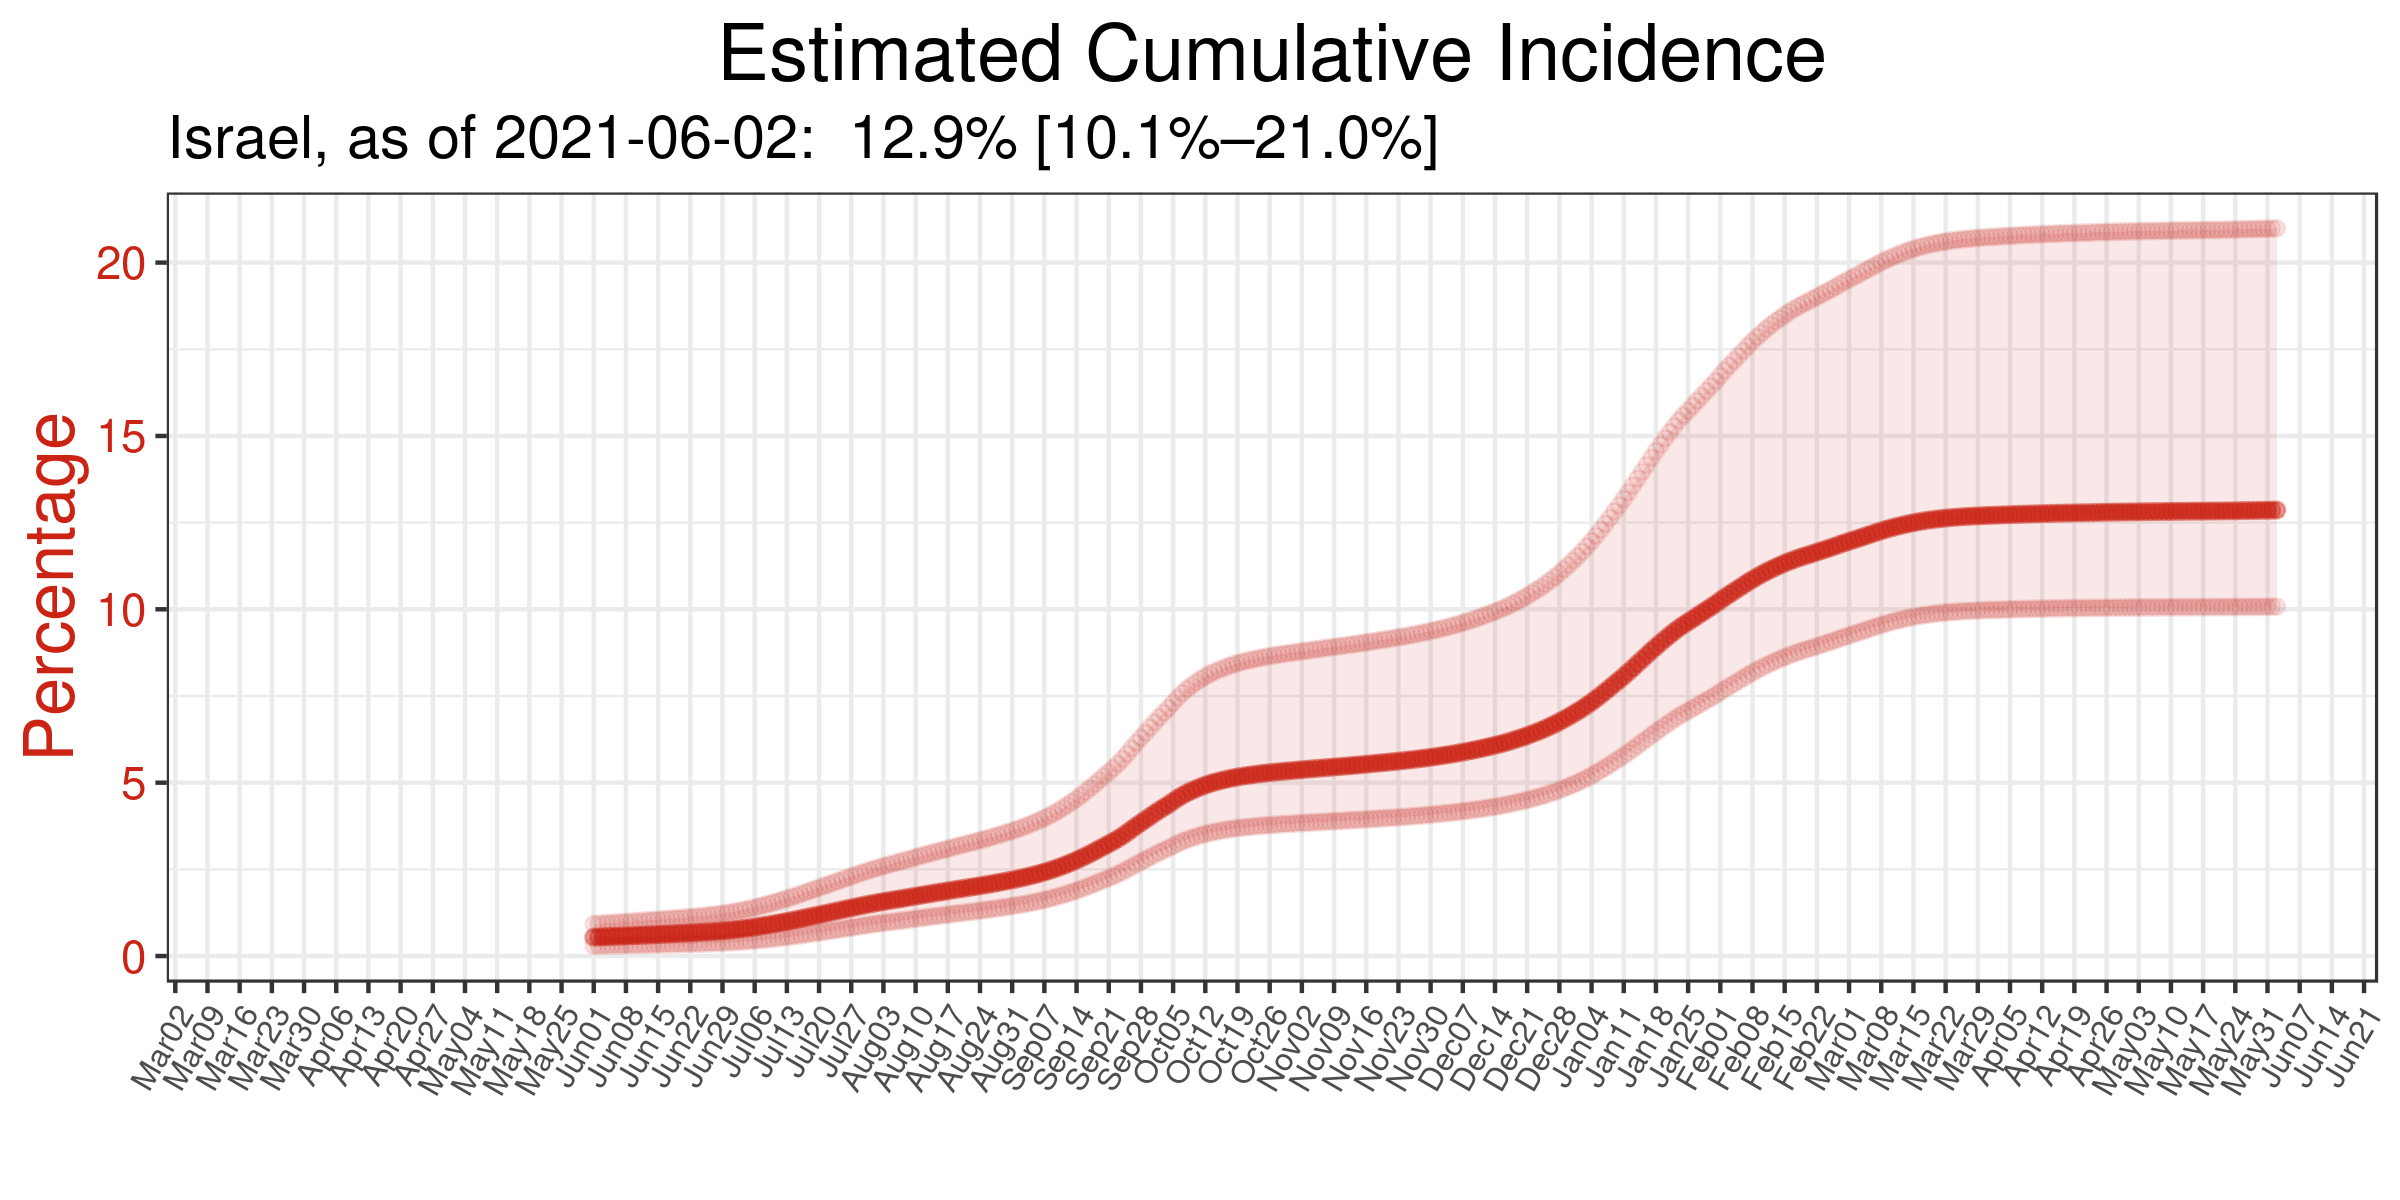 Estimated Cumulative Incidence
Israel, as of 2021-06-02:  12.9% [10.1%–21.0%]
Percentage
20
15
10
5
0
Mar02
Mar09
Mar16
Mar23
Mar30
Apr06
Apr13
Apr20
Apr27
May04
May11
May18
May25
Jun01
Jun08
Jun15
Jun22
Jun29
Jul06
Jul13
Jul20
Jul27
Aug03
Aug10
Aug17
Aug24
Aug31
Sep07
Sep14
Sep21
Sep28
Oct05
Oct12
Oct19
Oct26
Nov02
Nov09
Nov16
Nov23
Nov30
Dec07
Dec14
Dec21
Dec28
Jan04
Jan11
Jan18
Jan25
Feb01
Feb08
Feb15
Feb22
Mar01
Mar08
Mar15
Mar22
Mar29
Apr05
Apr12
Apr19
Apr26
May03
May10
May17
May24
May31
Jun07
Jun14
Jun21